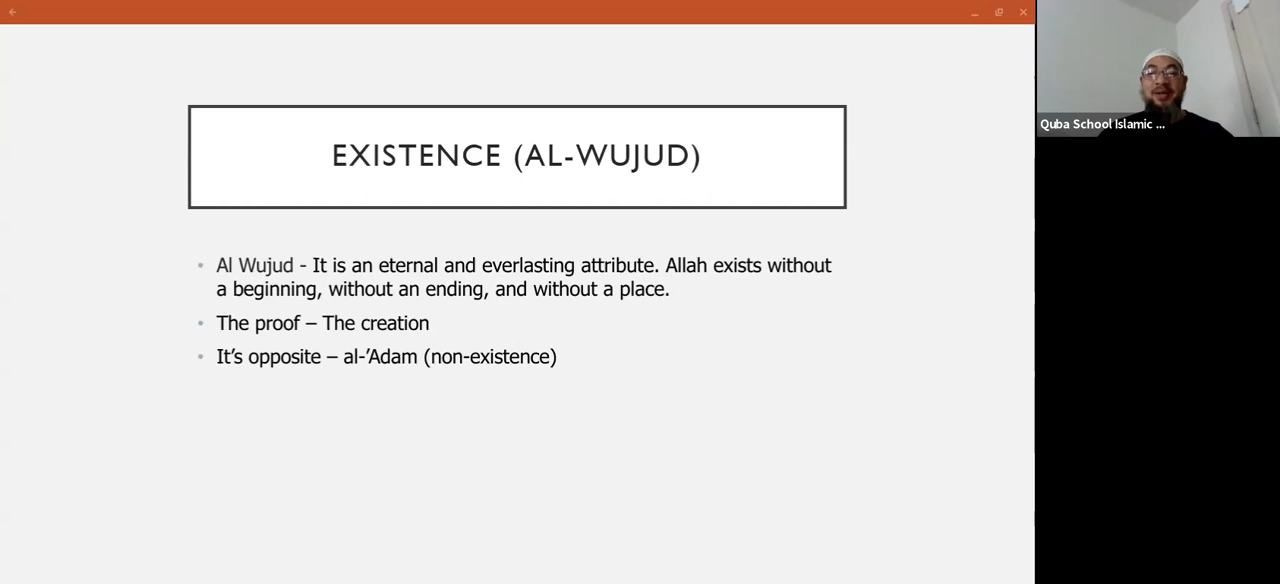 EXISTENCE (AL-WUJUD)
Al Wujud - It is an eternal and everlasting attribute. Allah exists without
a beginning, without an ending, and without a place.
The proof – The creation
It’s opposite – al-’Adam (non-existence)
Quba School Islamic ...